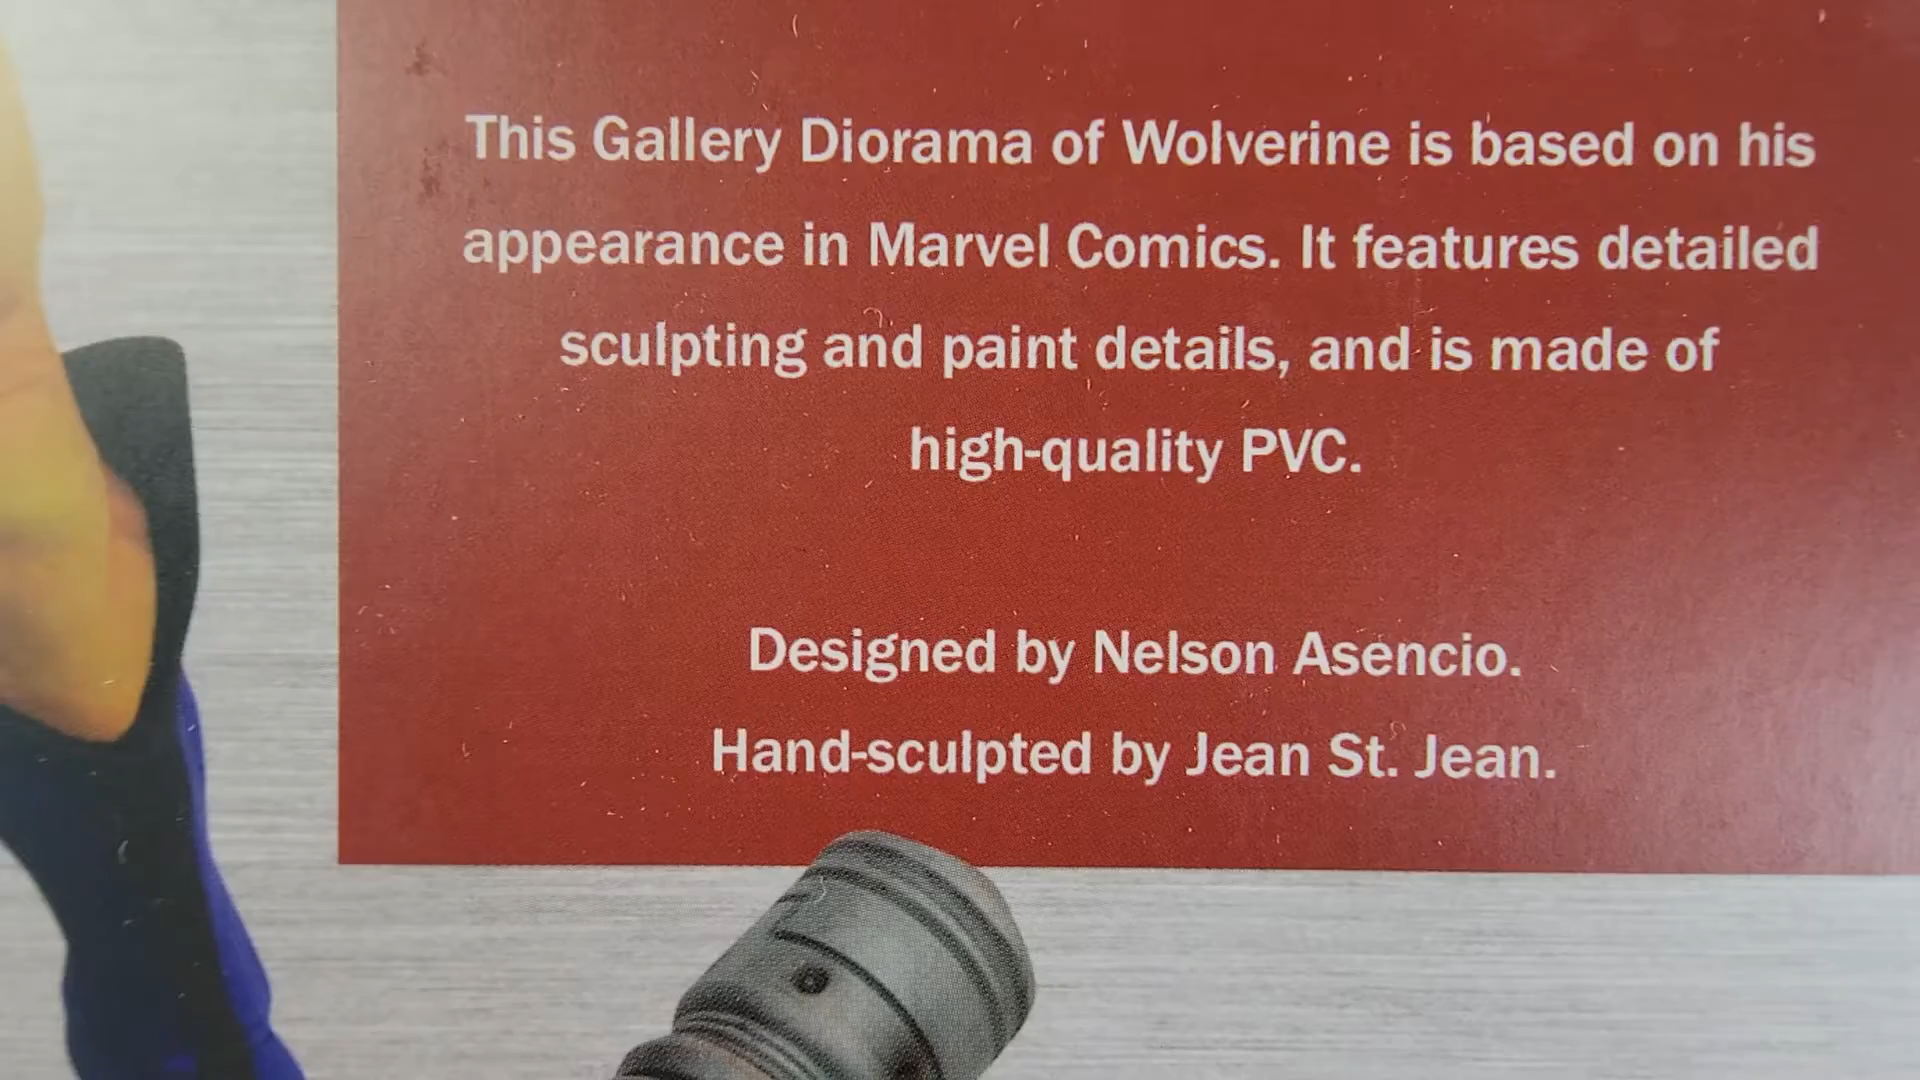 This Gallery Diorama of Wolverine is based on his
appearance in Marvel Comics. It features detailed
sculpting and paint details, and is made of
high-quality PVC.
Designed by Nelson Asencio.
Hand-sculpted by Jean St. Jean.